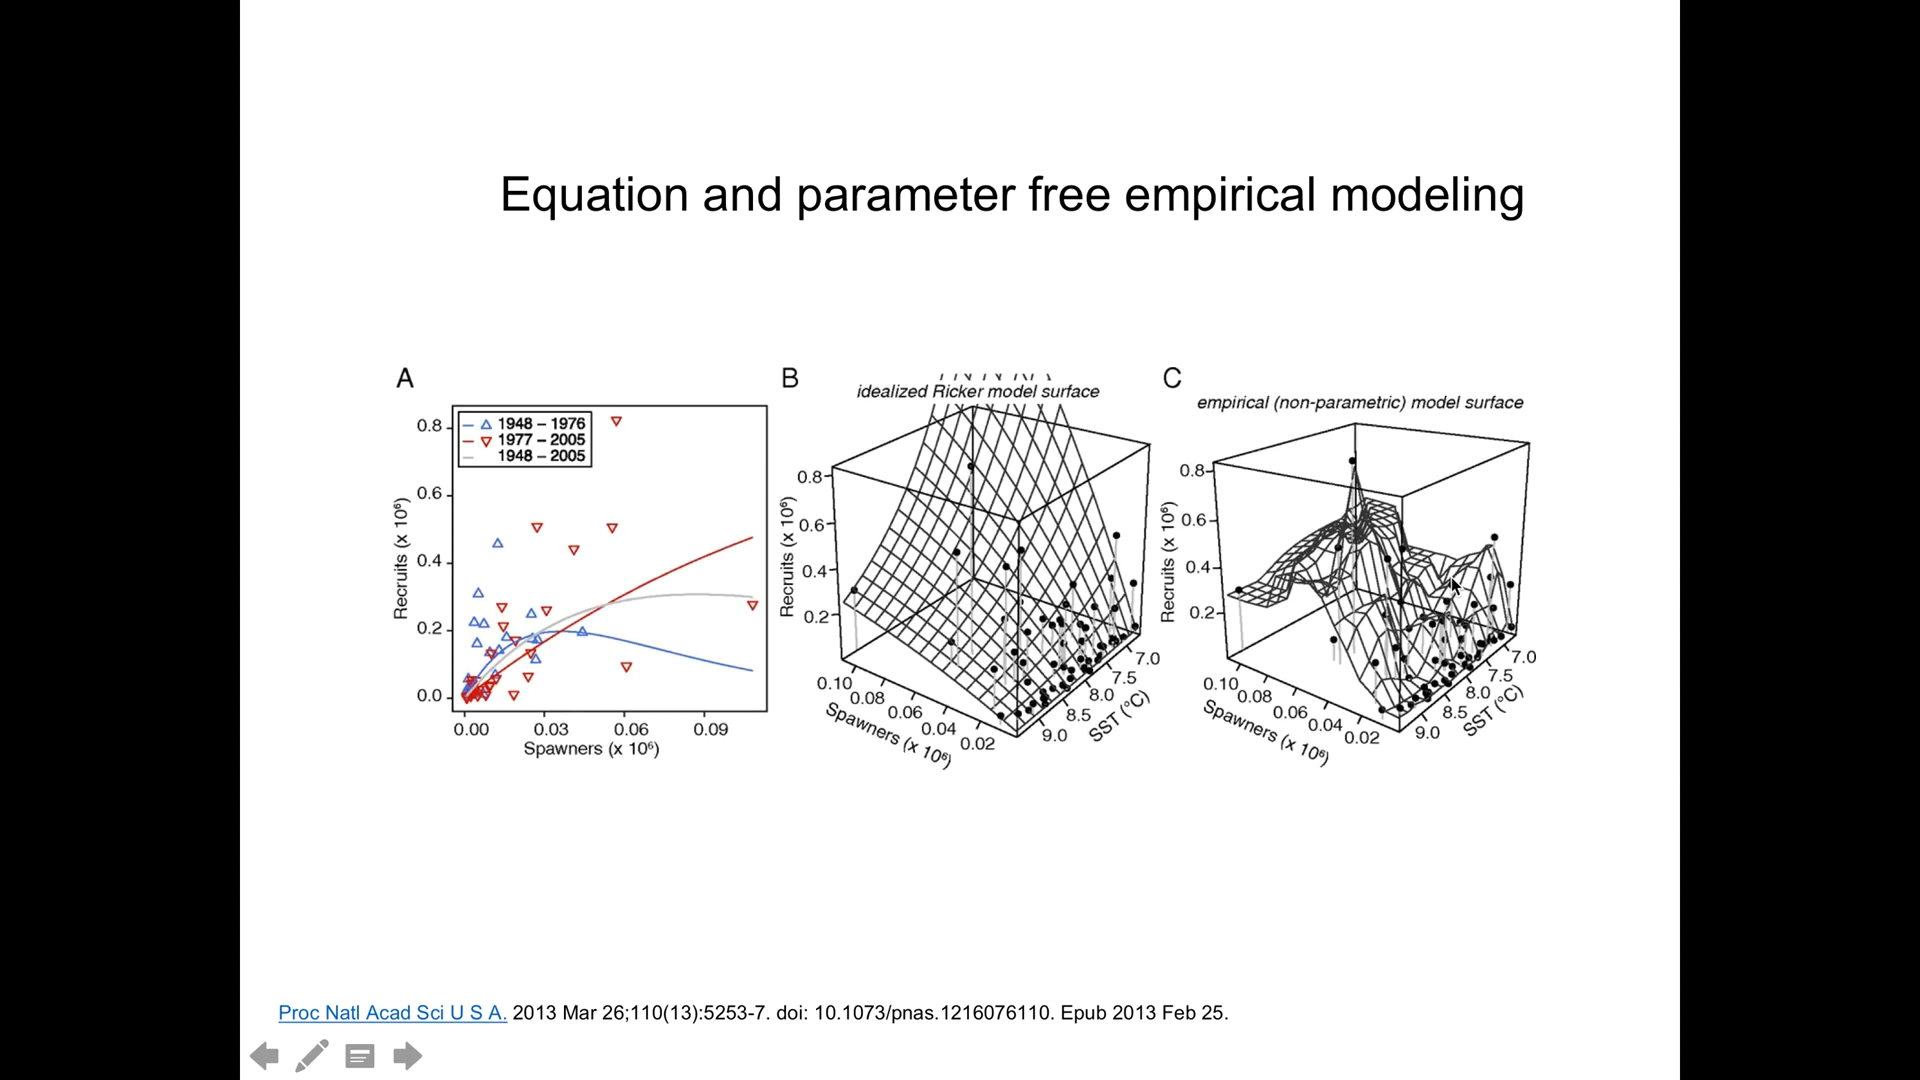 Equation and parameter free empirical modeling
A
0.8
0.6
0.4
0.2
0.0
Recruits (x 10⁶)
1948 – 1976
1977 – 2005
1948 – 2005
0.00 0.03 0.06 0.09
Spawners (x 10⁶)
B
idealized Ricker model surface
0.8
0.6
0.4
0.2
Recruits (x 10⁶)
0.10 0.08 0.06 0.04 0.02
Spawners (x 10⁶)
9.0 8.5 8.0 7.5 7.0
SST (°C)
C
empirical (non-parametric) model surface
0.8
0.6
0.4
0.2
Recruits (x 10⁶)
0.10 0.08 0.06 0.04 0.02
Spawners (x 10⁶)
9.0 8.5 8.0 7.5 7.0
SST (°C)
Proc Natl Acad Sci U S A. 2013 Mar 26;110(13):5253-7. doi: 10.1073/pnas.1216076110. Epub 2013 Feb 25.